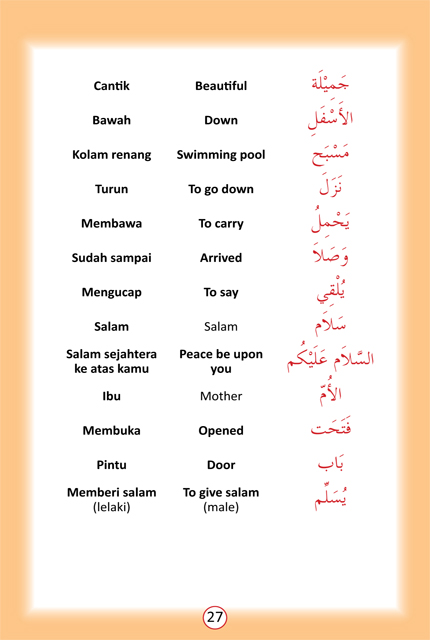 Cantik Beautiful جَمِيْلَة
Bawah Down الأَسْفَل
Kolam renang Swimming pool مَسْبَح
Turun To go down نَزَلَ
Membawa To carry يَحْمِلُ
Sudah sampai Arrived وَصَلاَ
Mengucap To say يُلْقِي
Salam Salam سَلاَم
Salam sejahtera Peace be upon السَّلاَم عَلَيْكُم
ke atas kamu you
Ibu Mother الأُمّ
Membuka Opened فَتَحَت
Pintu Door بَاب
Memberi salam To give salam يُسَلِّم
(lelaki) (male)
27